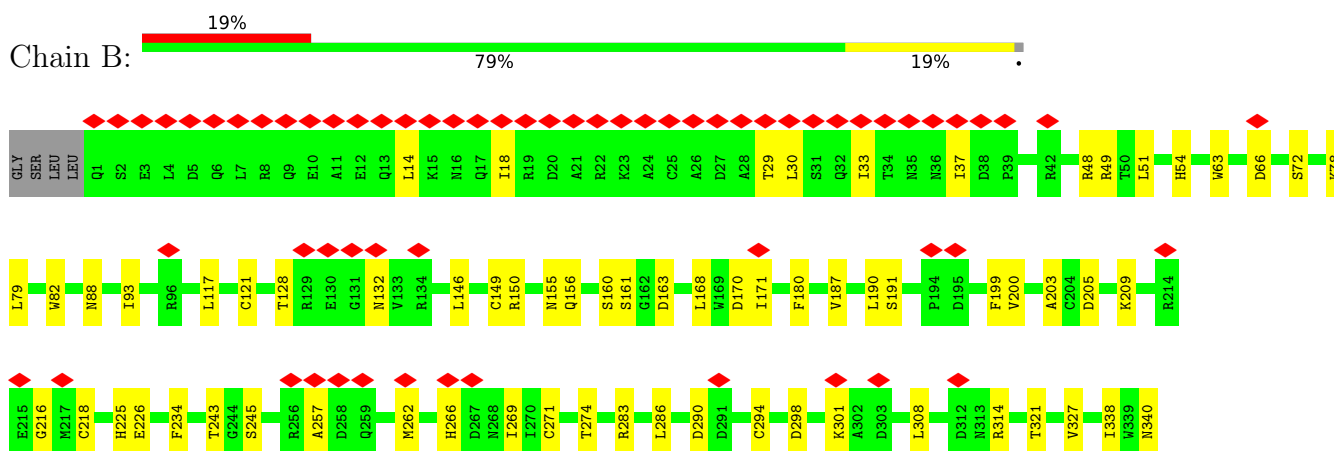 19%
Chain B:
79% 19% •
GLY SER LEU LEU Q1 S2 E3 L4 D5 Q6 L7 R8 Q9 E10 A11 E12 Q13 L14 K15 N16 Q17 I18 R19 D20 A21 R22 K23 A24 C25 A26 D27 A28 T29 L30 S31 Q32 I33 T34 N35 N36 I37 D38 P39 R42 R48 R49 T50 L51 H54 W63 D66 S72 K78
L79 W82 N88 I93 R96 L117 C121 T128 R129 E130 G131 N132 V133 R134 L146 C149 R150 N155 Q156 S160 S161 G162 D163 L168 W169 D170 I171 F180 V187 L190 S191 P194 D195 F199 V200 A203 C204 D205 K209 R214
E215 G216 M217 C218 H225 E226 F234 T243 G244 S245 R256 A257 D258 Q259 M262 H266 D267 N268 I269 I270 C271 T274 R283 L286 D290 D291 C294 D298 K301 A302 D303 L308 D312 N313 R314 T321 V327 I338 W339 N340